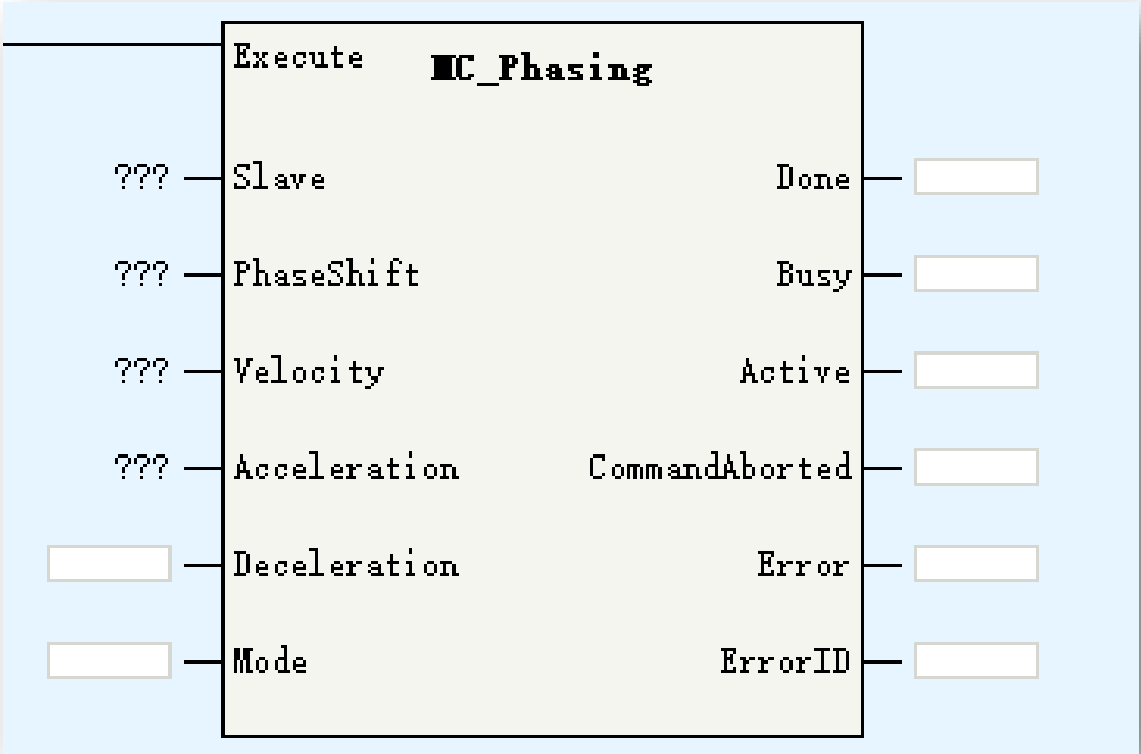 Execute
MC_Phasing
??? Slave Done
??? PhaseShift Busy
??? Velocity Active
??? Acceleration CommandAborted
Deceleration Error
Mode ErrorID